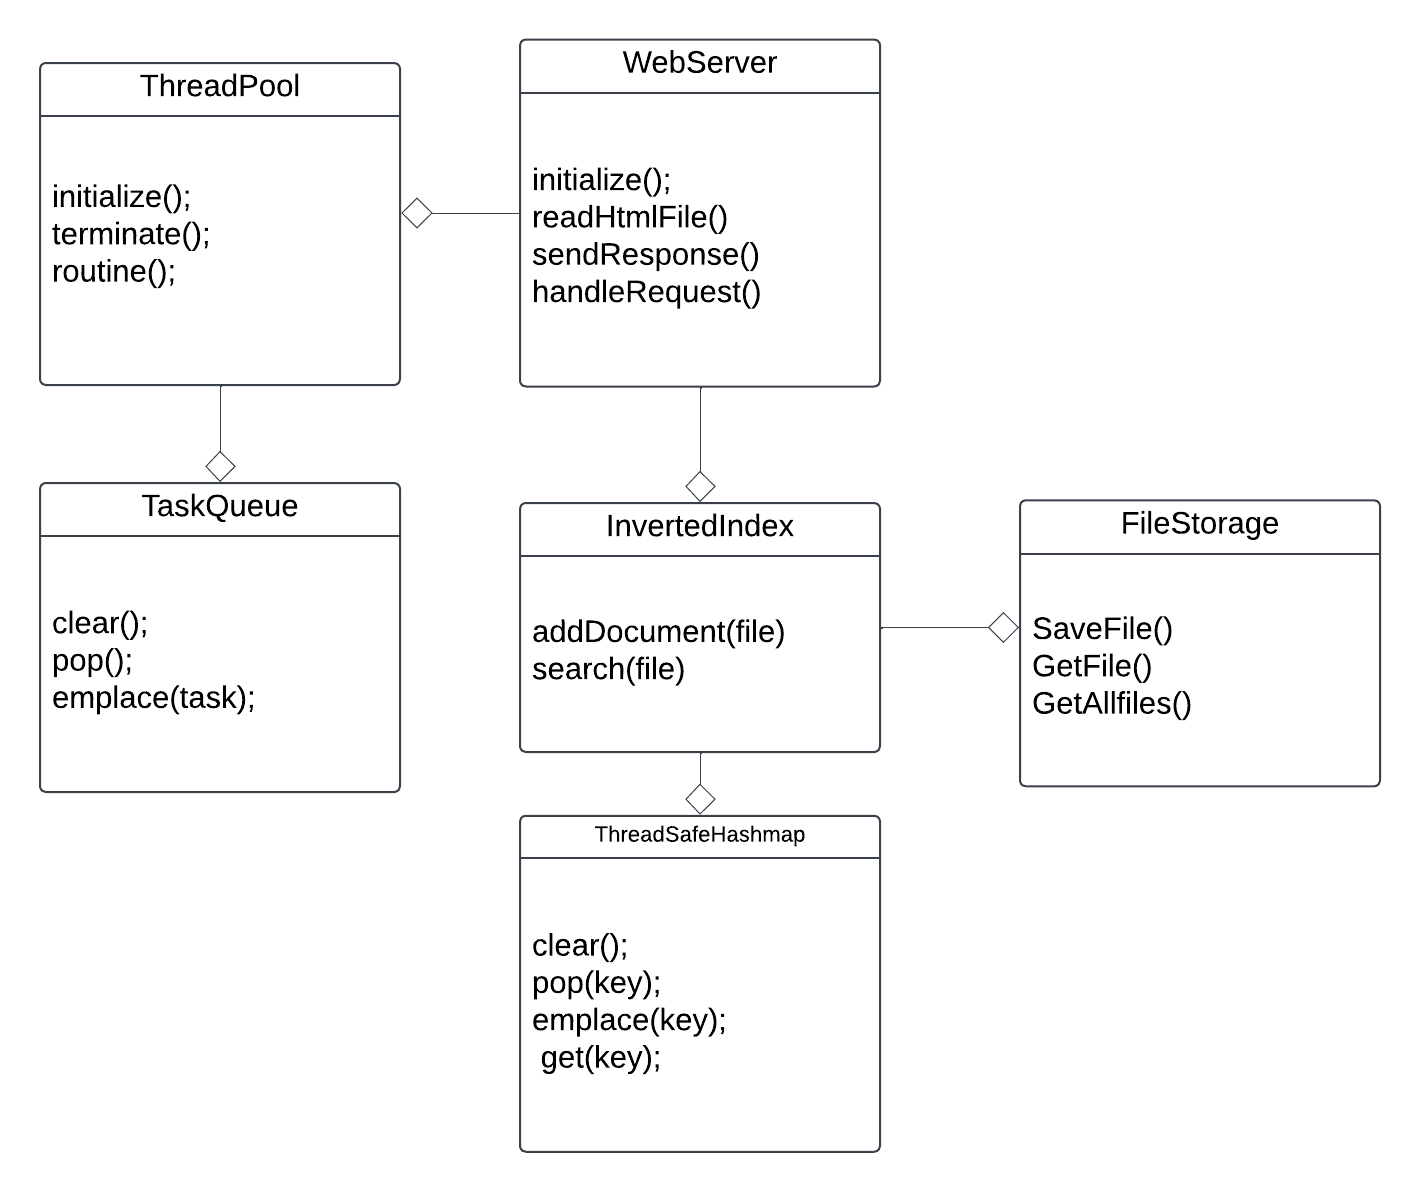 ThreadPool
initialize();
terminate();
routine();
WebServer
initialize();
readHtmlFile()
sendResponse()
handleRequest()
TaskQueue
clear();
pop();
emplace(task);
InvertedIndex
addDocument(file)
search(file)
FileStorage
SaveFile()
GetFile()
GetAllfiles()
ThreadSafeHashmap
clear();
pop(key);
emplace(key);
get(key);